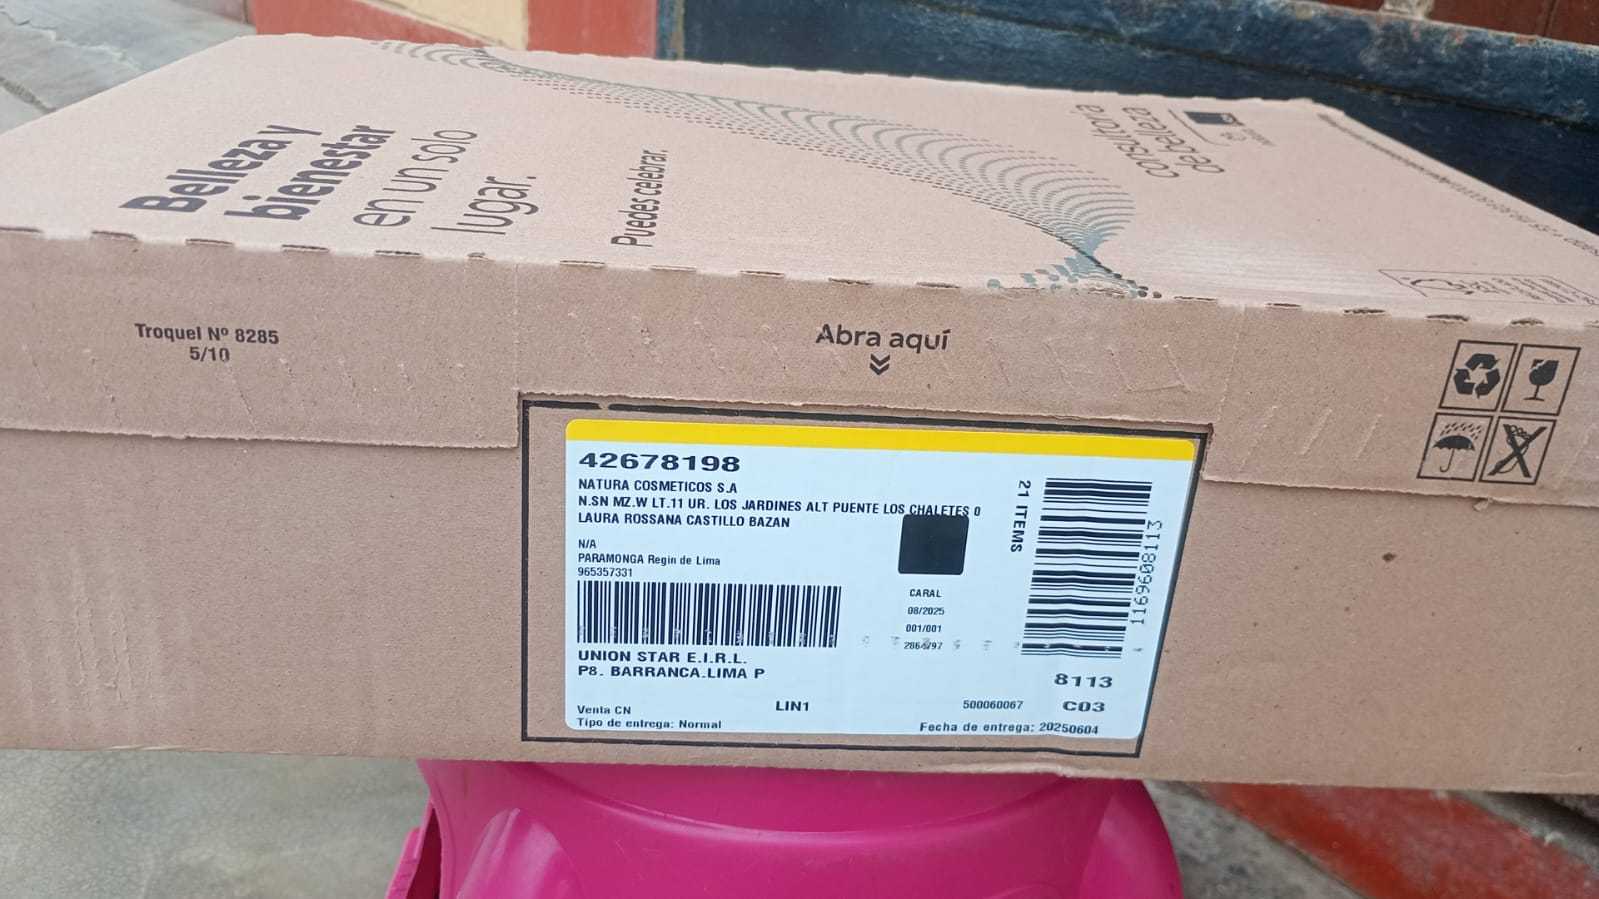 Belleza y
bienestar
en un solo
lugar.
Puedes celebrar.
consultoría
de belleza
Troquel Nº 8285
5/10
Abra aquí
42678198
NATURA COSMETICOS S.A
N.SN MZ.W LT.11 UR. LOS JARDINES ALT PUENTE LOS CHALETES 0
LAURA ROSSANA CASTILLO BAZAN
N/A
PARAMONGA Regin de Lima
965357331
UNION STAR E.I.R.L.
P8. BARRANCA.LIMA P
Venta CN
LIN1
Tipo de entrega: Normal
CARAL
08/2025
001/001
21 ITEMS
1169608113
8113
500060067
C03
Fecha de entrega: 20250604